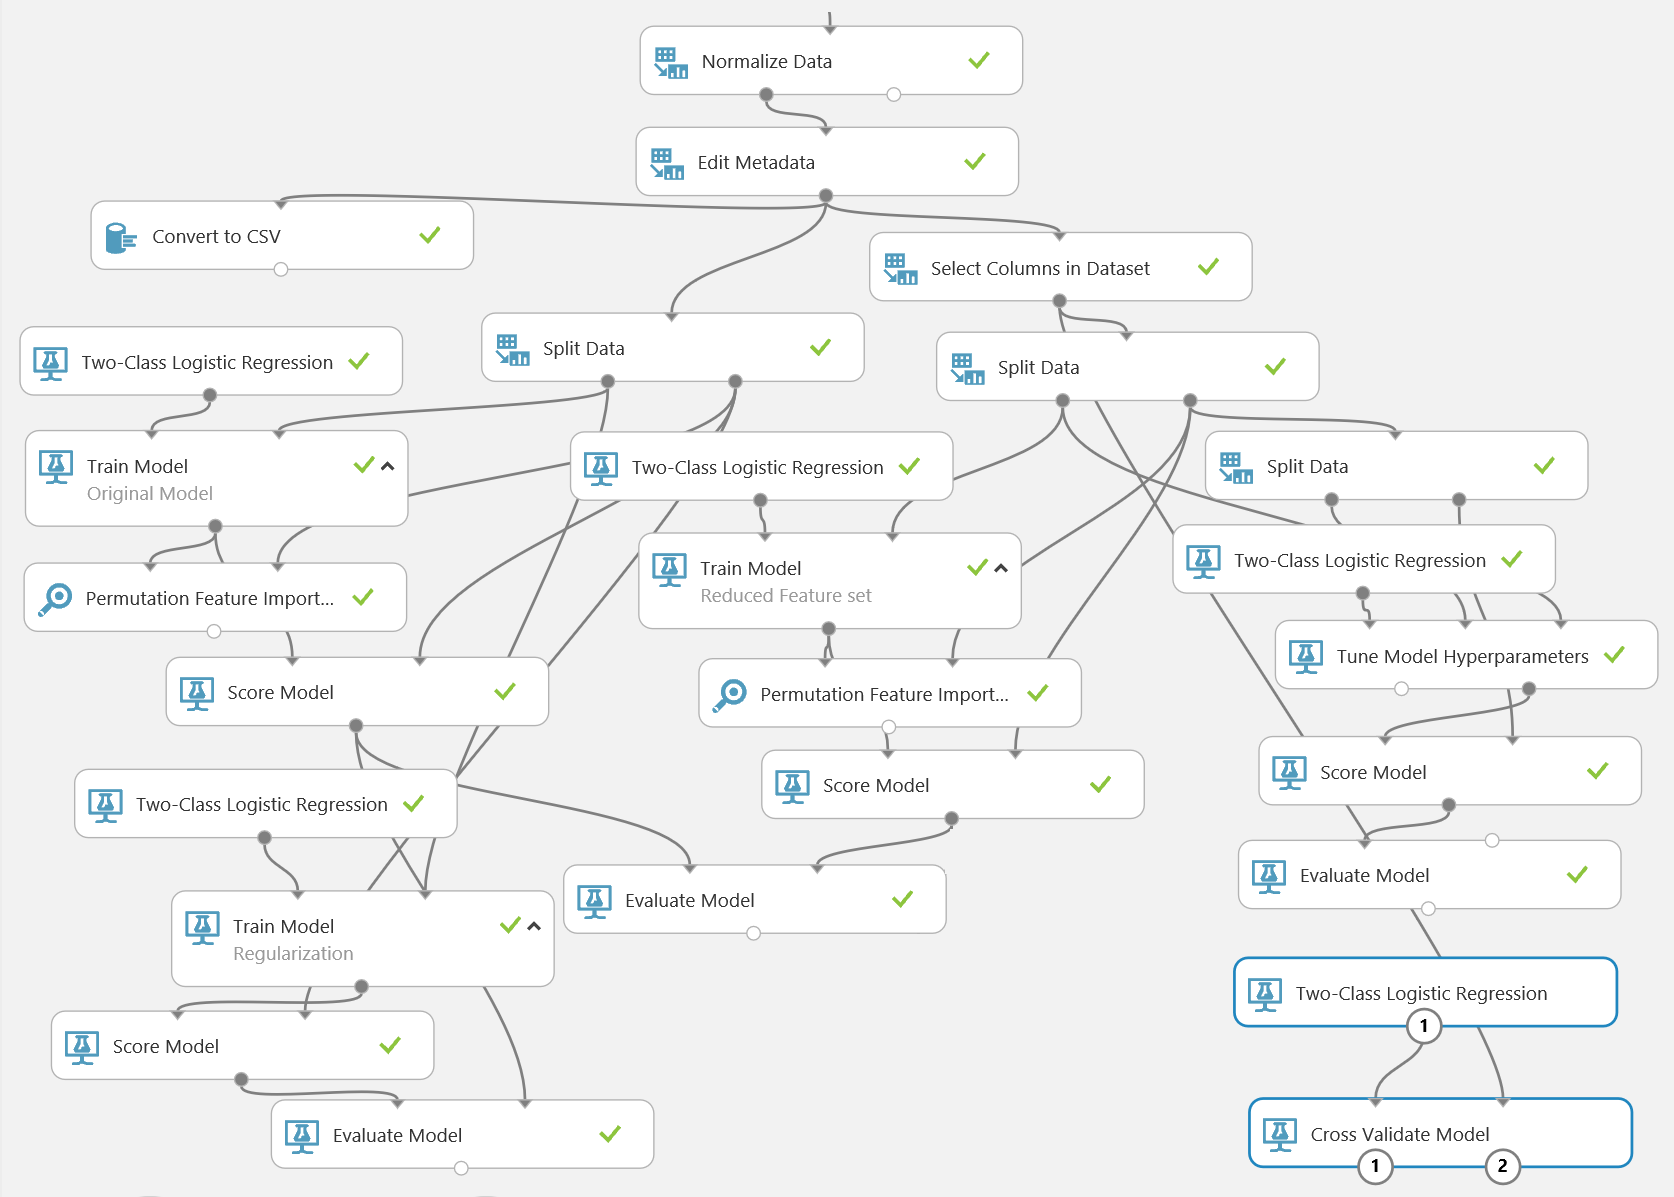 Normalize Data
Edit Metadata
Convert to CSV
Select Columns in Dataset
Split Data
Two-Class Logistic Regression
Split Data
Train Model
Original Model
Two-Class Logistic Regression
Split Data
Permutation Feature Import...
Train Model
Reduced Feature set
Two-Class Logistic Regression
Score Model
Permutation Feature Import...
Tune Model Hyperparameters
Two-Class Logistic Regression
Score Model
Score Model
Train Model
Regularization
Evaluate Model
Evaluate Model
Score Model
Two-Class Logistic Regression
1
Evaluate Model
Cross Validate Model
1
2